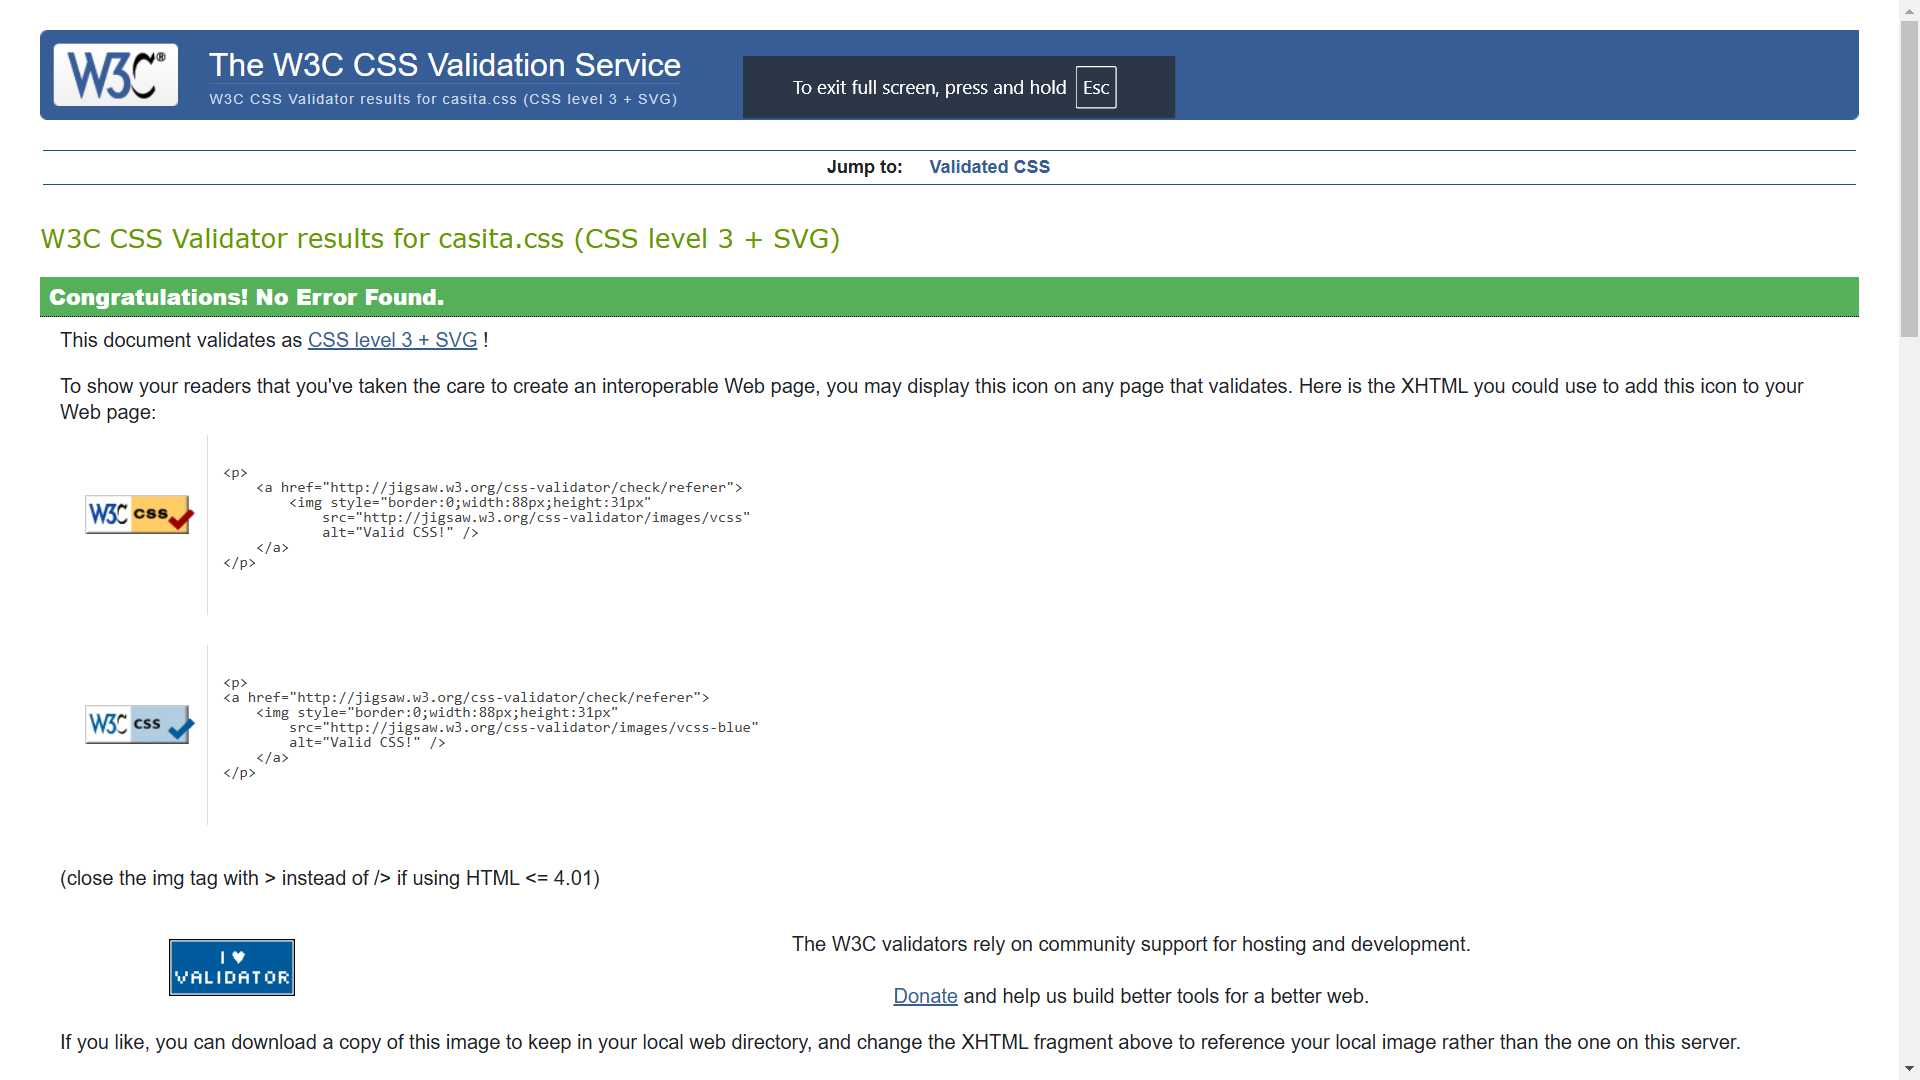 W3C®
The W3C CSS Validation Service
W3C CSS Validator results for casita.css (CSS level 3 + SVG)
To exit full screen, press and hold Esc
Jump to: Validated CSS
W3C CSS Validator results for casita.css (CSS level 3 + SVG)
Congratulations! No Error Found.
This document validates as CSS level 3 + SVG !
To show your readers that you've taken the care to create an interoperable Web page, you may display this icon on any page that validates. Here is the XHTML you could use to add this icon to your
Web page:
W3C css
<p>
    <a href="http://jigsaw.w3.org/css-validator/check/referer">
        <img style="border:0;width:88px;height:31px"
            src="http://jigsaw.w3.org/css-validator/images/vcss"
            alt="Valid CSS!" />
    </a>
</p>
W3C css
<p>
<a href="http://jigsaw.w3.org/css-validator/check/referer">
    <img style="border:0;width:88px;height:31px"
        src="http://jigsaw.w3.org/css-validator/images/vcss-blue"
        alt="Valid CSS!" />
    </a>
</p>
(close the img tag with > instead of /> if using HTML <= 4.01)
I ♥
VALIDATOR
The W3C validators rely on community support for hosting and development.
Donate and help us build better tools for a better web.
If you like, you can download a copy of this image to keep in your local web directory, and change the XHTML fragment above to reference your local image rather than the one on this server.